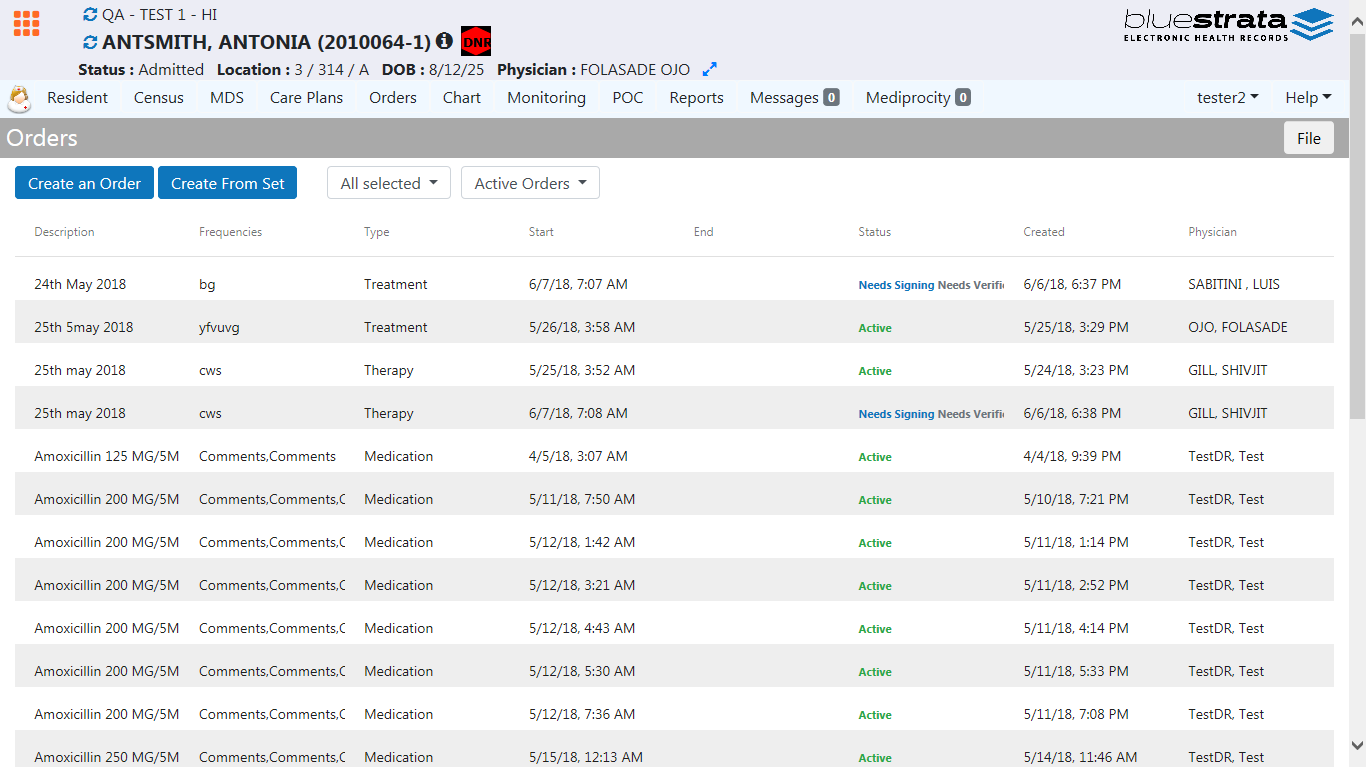 QA - TEST 1 - HI
ANTSMITH, ANTONIA (2010064-1) DNR
Status : Admitted Location : 3 / 314 / A DOB : 8/12/25 Physician : FOLASADE OJO
bluestrata
ELECTRONIC HEALTH RECORDS
Resident Census MDS Care Plans Orders Chart Monitoring POC Reports Messages 0 Mediprocity 0 tester2 Help
Orders File
Create an Order Create From Set All selected Active Orders
Description Frequencies Type Start End Status Created Physician
24th May 2018 bg Treatment 6/7/18, 7:07 AM Needs Signing Needs Verifi 6/6/18, 6:37 PM SABITINI , LUIS
25th 5may 2018 yfvuvg Treatment 5/26/18, 3:58 AM Active 5/25/18, 3:29 PM OJO, FOLASADE
25th may 2018 cws Therapy 5/25/18, 3:52 AM Active 5/24/18, 3:23 PM GILL, SHIVJIT
25th may 2018 cws Therapy 6/7/18, 7:08 AM Needs Signing Needs Verifi 6/6/18, 6:38 PM GILL, SHIVJIT
Amoxicillin 125 MG/5M Comments,Comments Medication 4/5/18, 3:07 AM Active 4/4/18, 9:39 PM TestDR, Test
Amoxicillin 200 MG/5M Comments,Comments,C Medication 5/11/18, 7:50 AM Active 5/10/18, 7:21 PM TestDR, Test
Amoxicillin 200 MG/5M Comments,Comments,C Medication 5/12/18, 1:42 AM Active 5/11/18, 1:14 PM TestDR, Test
Amoxicillin 200 MG/5M Comments,Comments,C Medication 5/12/18, 3:21 AM Active 5/11/18, 2:52 PM TestDR, Test
Amoxicillin 200 MG/5M Comments,Comments,C Medication 5/12/18, 4:43 AM Active 5/11/18, 4:14 PM TestDR, Test
Amoxicillin 200 MG/5M Comments,Comments,C Medication 5/12/18, 5:30 AM Active 5/11/18, 5:33 PM TestDR, Test
Amoxicillin 200 MG/5M Comments,Comments,C Medication 5/12/18, 7:36 AM Active 5/11/18, 7:08 PM TestDR, Test
Amoxicillin 250 MG/5M Comments,Comments,C Medication 5/15/18, 12:13 AM Active 5/14/18, 11:46 AM TestDR, Test